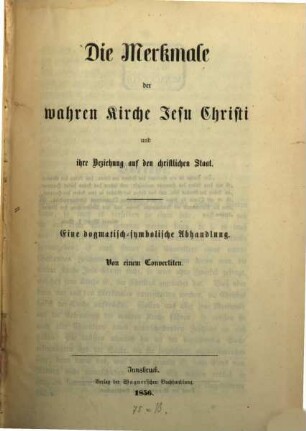 Die Merkmale
der
wahren Kirche Jesu Christi
und
ihre Beziehung auf den christlichen Staat.
Eine dogmatisch-symbolische Abhandlung.
Von einem Convertiten.
Innsbruck.
Verlag der Wagner'schen Buchhandlung.
1856.